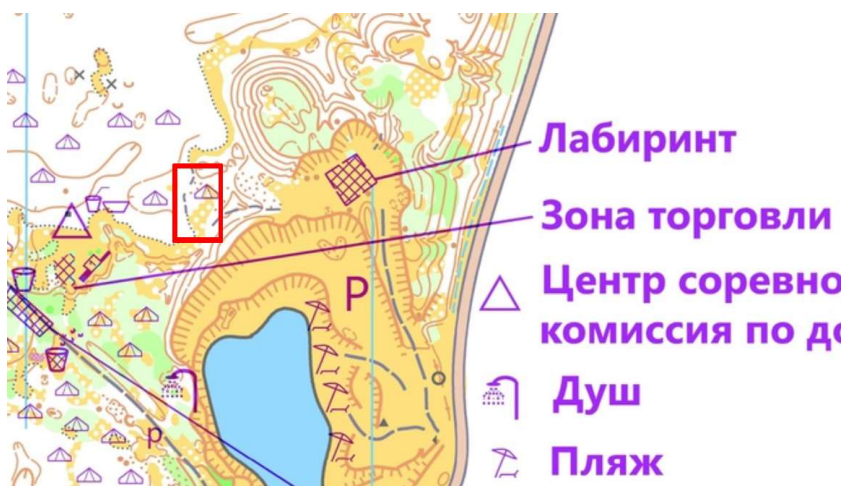 Лабиринт
Зона торговли
Центр соревно
комиссия по до
P
Душ
p
Пляж